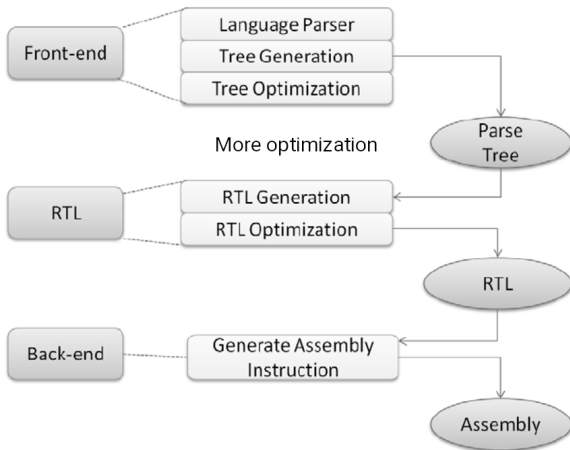 Language Parser
Front-end
Tree Generation
Tree Optimization
More optimization
Parse
Tree
RTL Generation
RTL
RTL Optimization
RTL
Back-end
Generate Assembly
Instruction
Assembly